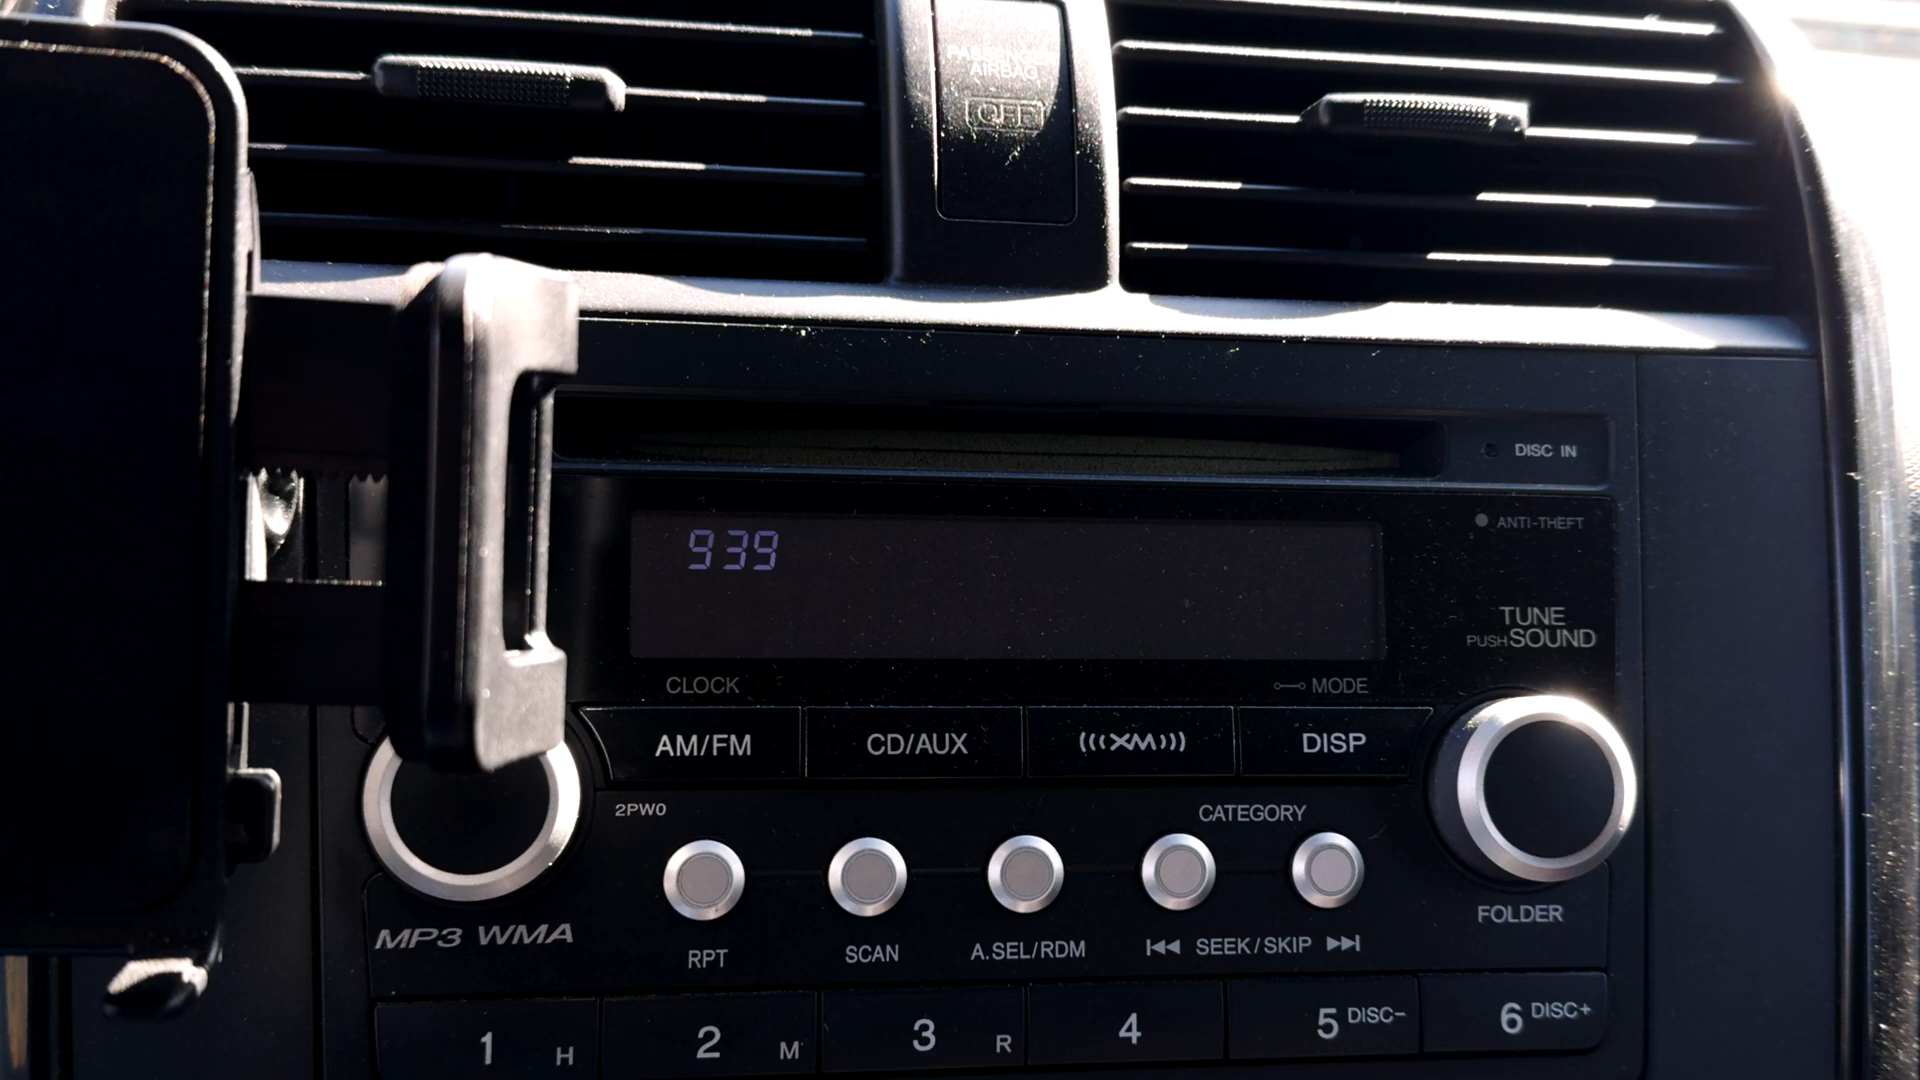 PASSENGER
AIRBAG
OFF
DISC IN
939
ANTI-THEFT
TUNE
PUSH SOUND
CLOCK
MODE
AM/FM
CD/AUX
(((XM)))
DISP
2PW0
CATEGORY
MP3 WMA
RPT
SCAN
A.SEL/RDM
SEEK/SKIP
FOLDER
1 H
2 M
3 R
4
5 DISC-
6 DISC+